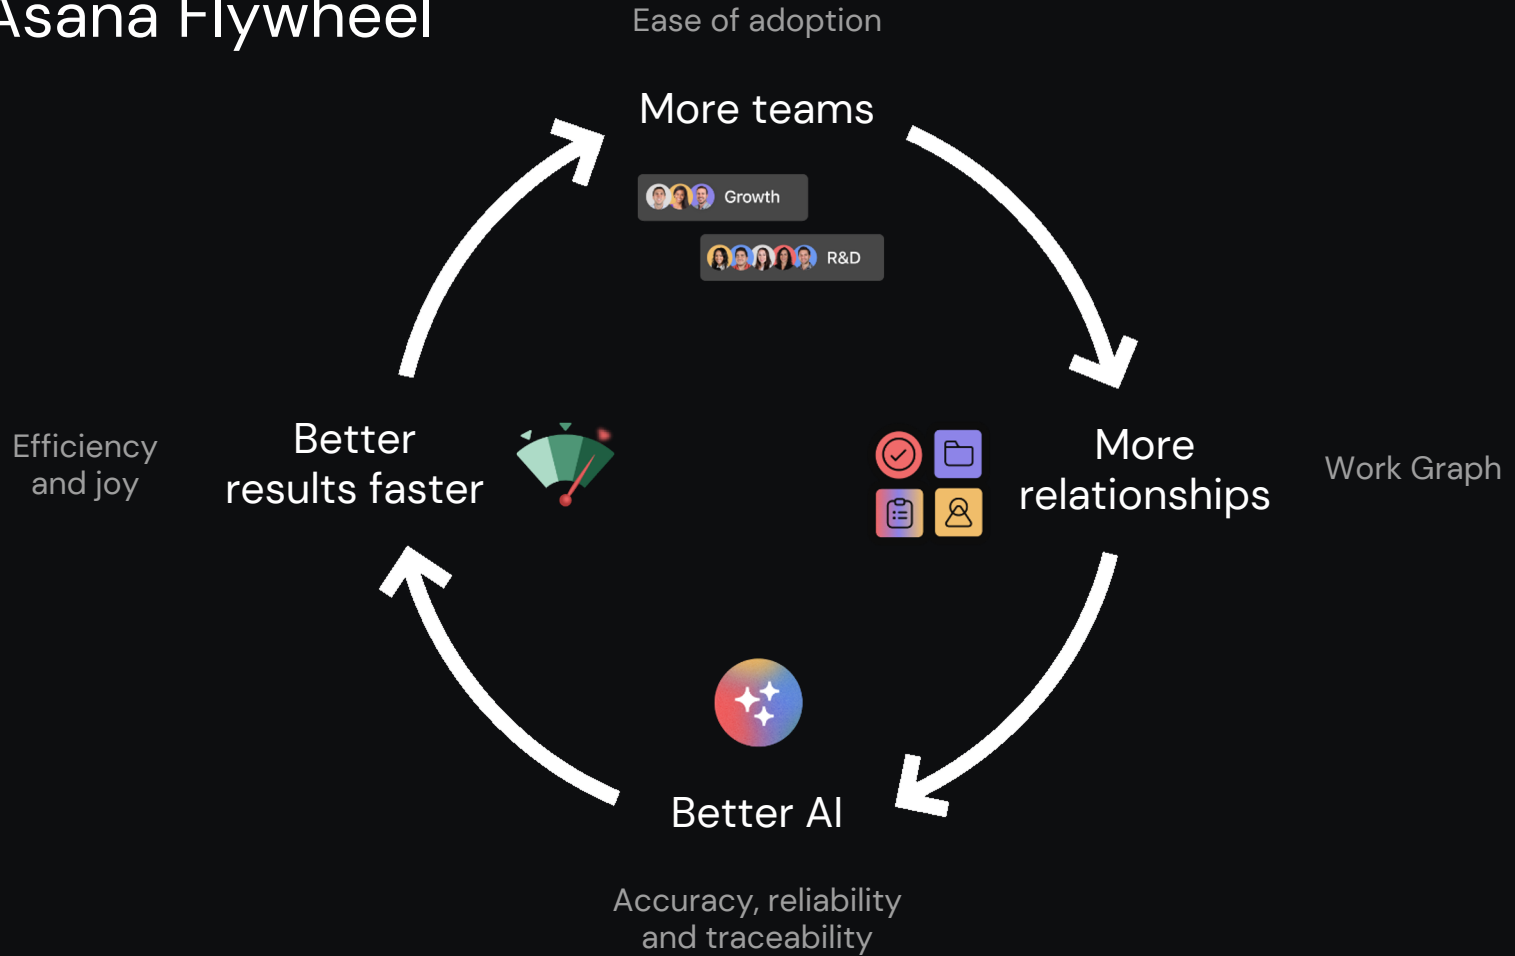 Asana Flywheel
Ease of adoption
More teams
Growth
R&D
Better
results faster
Efficiency
and joy
More
relationships
Work Graph
Better AI
Accuracy, reliability
and traceability